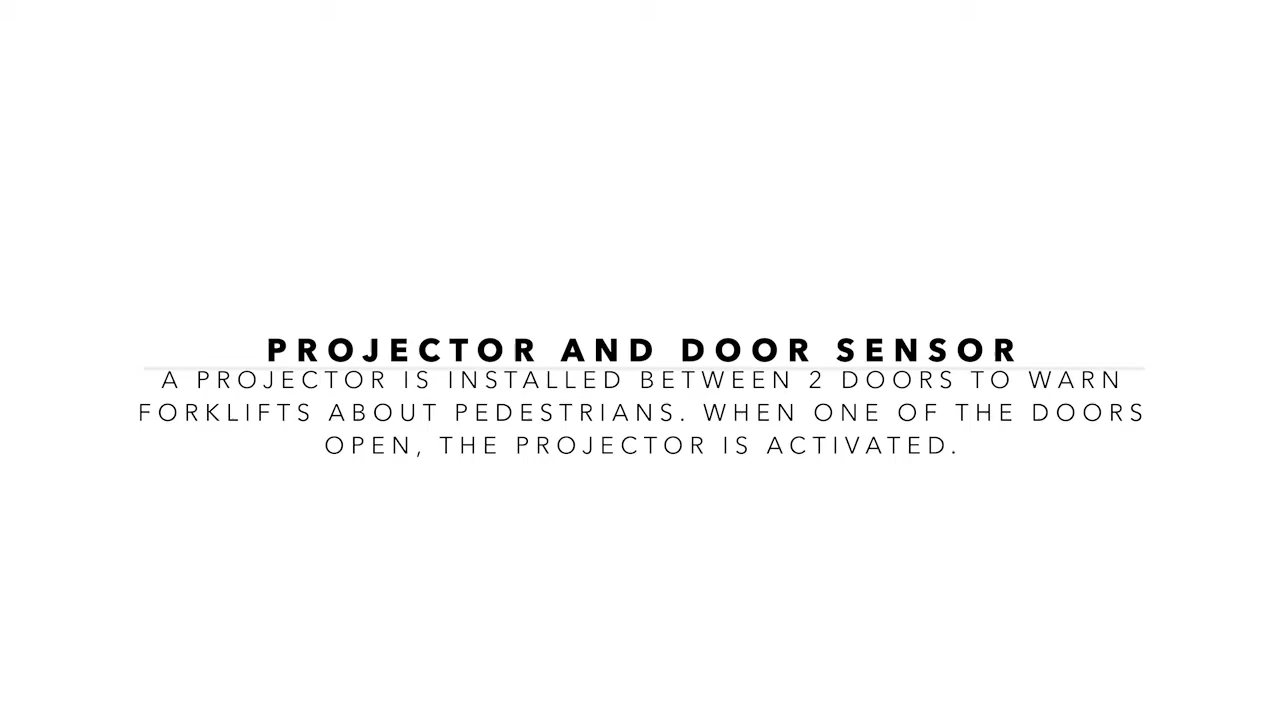 PROJECTOR AND DOOR SENSOR
A PROJECTOR IS INSTALLED BETWEEN 2 DOORS TO WARN
FORKLIFTS ABOUT PEDESTRIANS. WHEN ONE OF THE DOORS
OPEN, THE PROJECTOR IS ACTIVATED.